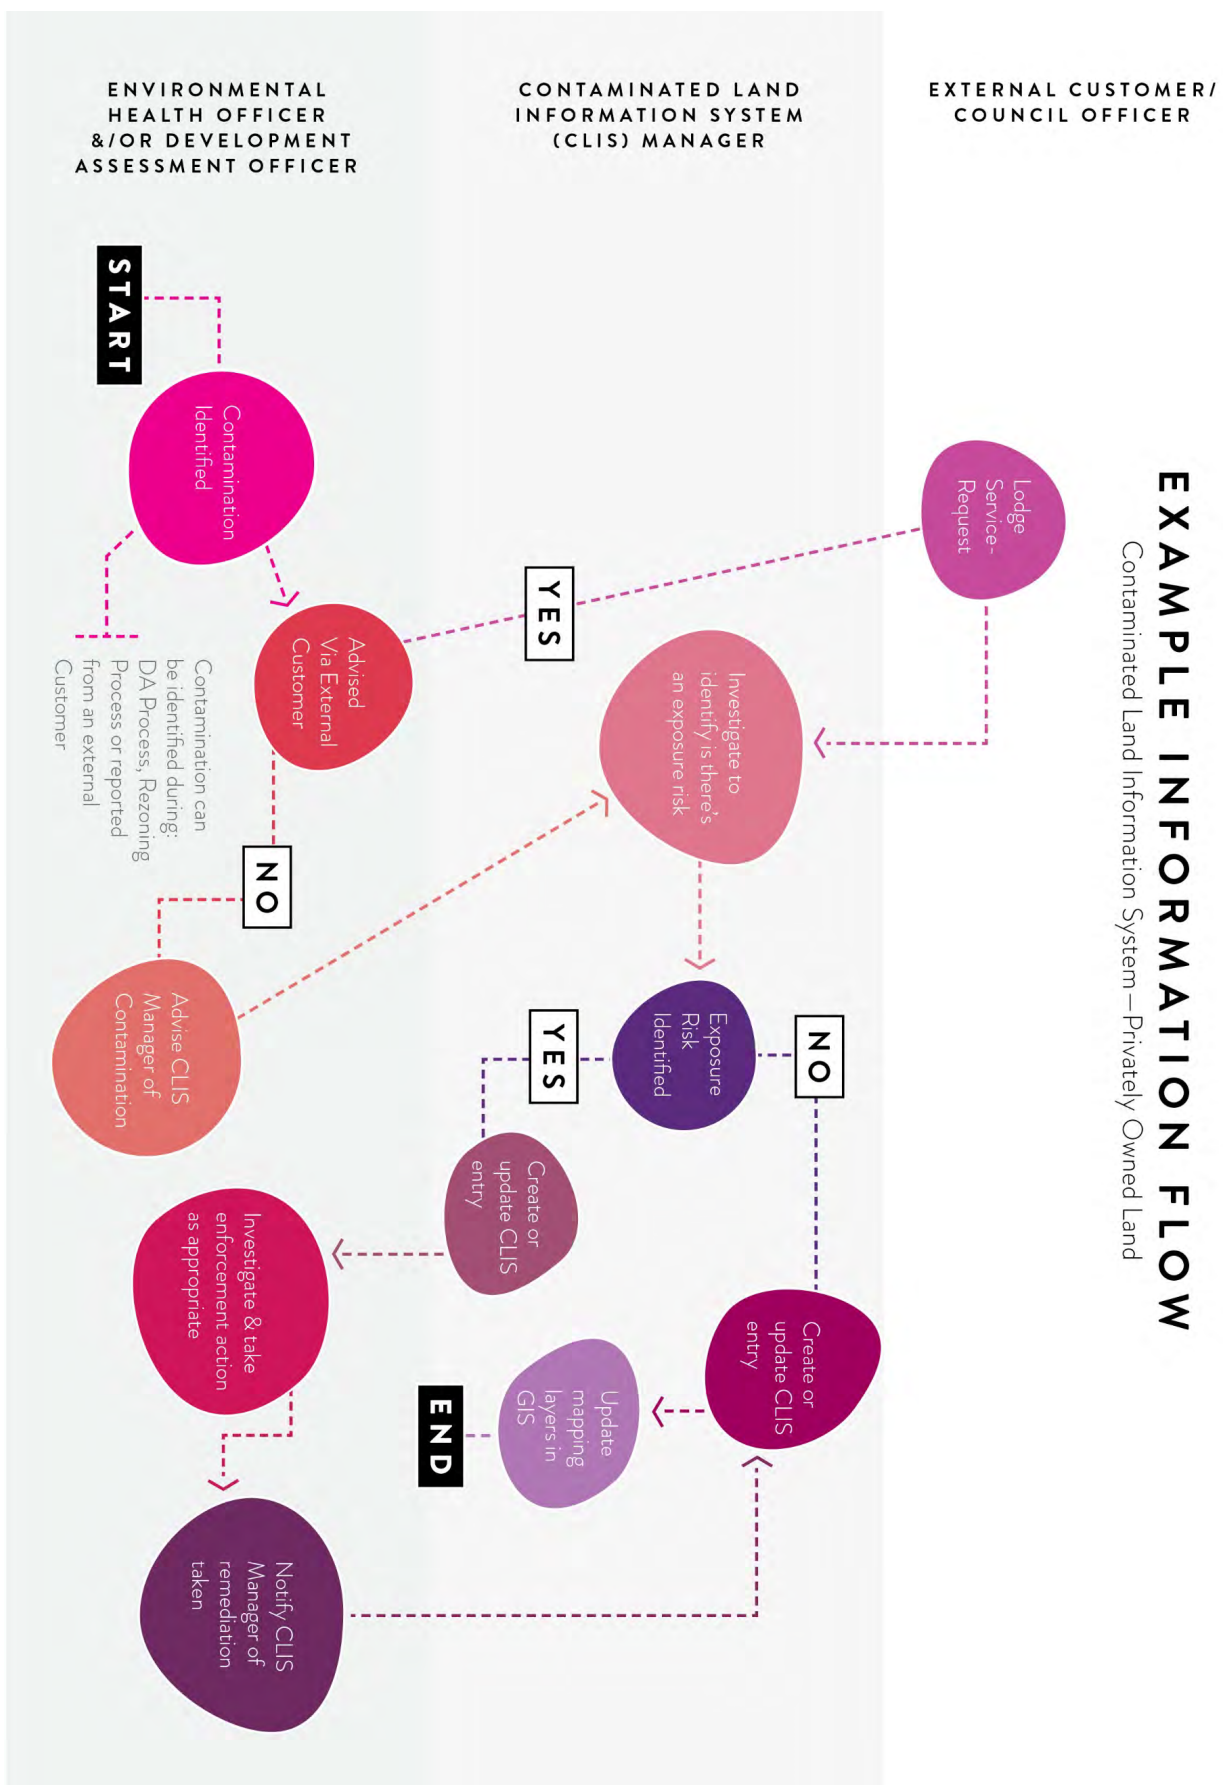 EXAMPLE INFORMATION FLOW
Contaminated Land Information System—Privately Owned Land
ENVIRONMENTAL
HEALTH OFFICER
&/OR DEVELOPMENT
ASSESSMENT OFFICER
CONTAMINATED LAND
INFORMATION SYSTEM
(CLIS) MANAGER
EXTERNAL CUSTOMER/
COUNCIL OFFICER
START
Contamination
Identified
Contamination can
be identified during:
DA Process, Rezoning
Process or reported
from an external
Customer
Advised
Via External
Customer
YES
Lodge
Service-
Request
NO
Advise CLIS
Manager of
Contamination
Investigate to
identify is there's
an exposure risk
Exposure
Risk
Identified
YES
NO
Create or
update CLIS
entry
Investigate & take
enforcement action
as appropriate
Notify CLIS
Manager of
remediation
taken
Create or
update CLIS
entry
Update
mapping
layers in
GIS
END